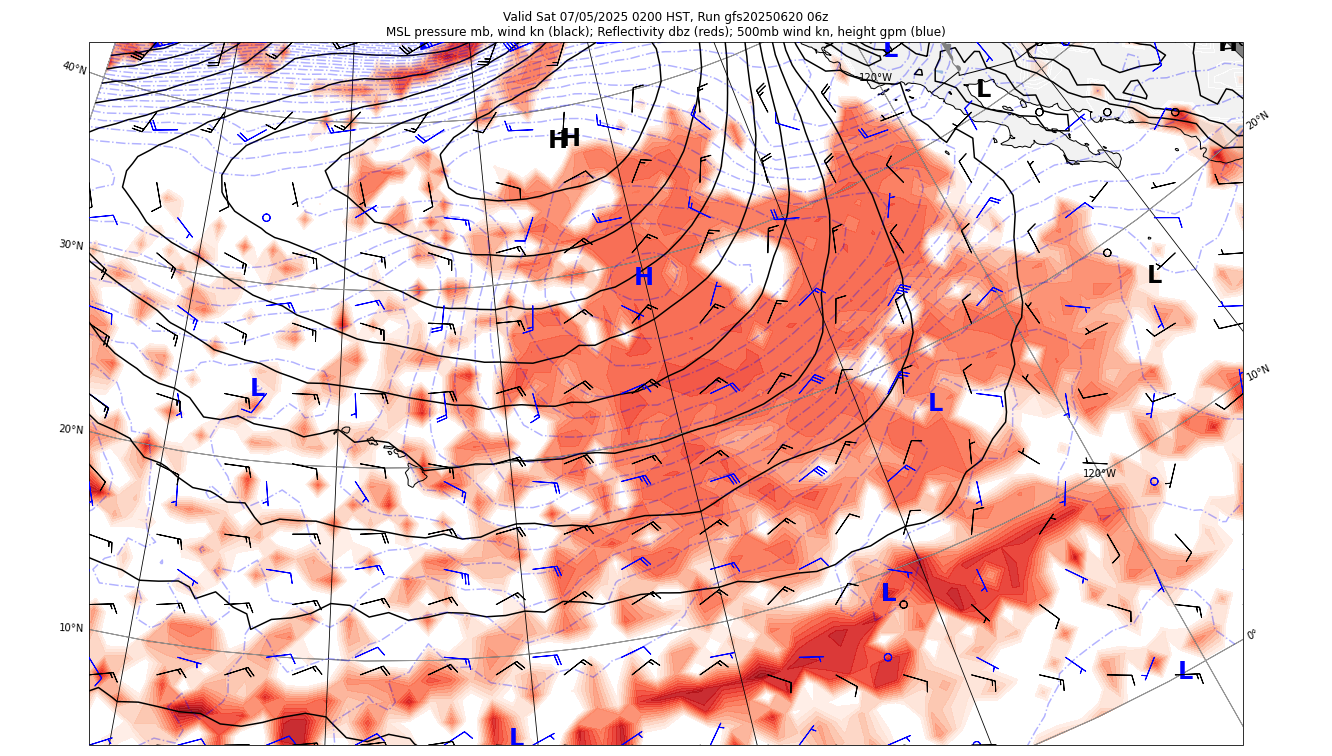 Valid Sat 07/05/2025 0200 HST, Run gfs20250620 06z
MSL pressure mb, wind kn (black); Reflectivity dbz (reds); 500mb wind kn, height gpm (blue)
L
H
40°N
120°W
L
20°N
H
H
30°N
H
L
10°N
L
L
20°N
120°W
L
10°N
0°
L
L